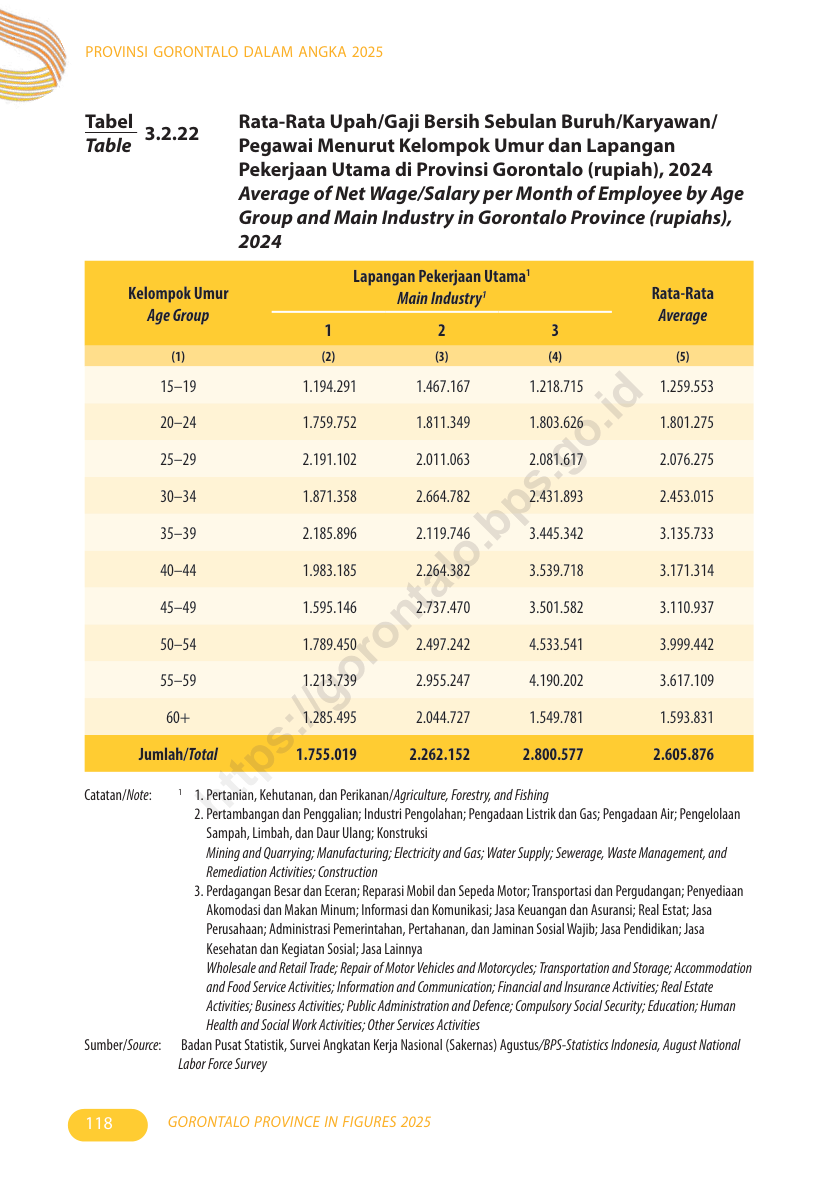 PROVINSI GORONTALO DALAM ANGKA 2025
Tabel
Table
3.2.22
Rata-Rata Upah/Gaji Bersih Sebulan Buruh/Karyawan/
Pegawai Menurut Kelompok Umur dan Lapangan
Pekerjaan Utama di Provinsi Gorontalo (rupiah), 2024
Average of Net Wage/Salary per Month of Employee by Age
Group and Main Industry in Gorontalo Province (rupiahs),
2024
Kelompok Umur
Age Group
Lapangan Pekerjaan Utama¹
Main Industry¹
Rata-Rata
Average
1 2 3
(1) (2) (3) (4) (5)
15–19 1.194.291 1.467.167 1.218.715 1.259.553
20–24 1.759.752 1.811.349 1.803.626 1.801.275
25–29 2.191.102 2.011.063 2.081.617 2.076.275
30–34 1.871.358 2.664.782 2.431.893 2.453.015
35–39 2.185.896 2.119.746 3.445.342 3.135.733
40–44 1.983.185 2.264.382 3.539.718 3.171.314
45–49 1.595.146 2.737.470 3.501.582 3.110.937
50–54 1.789.450 2.497.242 4.533.541 3.999.442
55–59 1.213.739 2.955.247 4.190.202 3.617.109
60+ 1.285.495 2.044.727 1.549.781 1.593.831
Jumlah/Total 1.755.019 2.262.152 2.800.577 2.605.876
https://gorontalo.bps.go.id
Catatan/Note: ¹ 1. Pertanian, Kehutanan, dan Perikanan/Agriculture, Forestry, and Fishing
2. Pertambangan dan Penggalian; Industri Pengolahan; Pengadaan Listrik dan Gas; Pengadaan Air; Pengelolaan
Sampah, Limbah, dan Daur Ulang; Konstruksi
Mining and Quarrying; Manufacturing; Electricity and Gas; Water Supply; Sewerage, Waste Management, and
Remediation Activities; Construction
3. Perdagangan Besar dan Eceran; Reparasi Mobil dan Sepeda Motor; Transportasi dan Pergudangan; Penyediaan
Akomodasi dan Makan Minum; Informasi dan Komunikasi; Jasa Keuangan dan Asuransi; Real Estat; Jasa
Perusahaan; Administrasi Pemerintahan, Pertahanan, dan Jaminan Sosial Wajib; Jasa Pendidikan; Jasa
Kesehatan dan Kegiatan Sosial; Jasa Lainnya
Wholesale and Retail Trade; Repair of Motor Vehicles and Motorcycles; Transportation and Storage; Accommodation
and Food Service Activities; Information and Communication; Financial and Insurance Activities; Real Estate
Activities; Business Activities; Public Administration and Defence; Compulsory Social Security; Education; Human
Health and Social Work Activities; Other Services Activities
Sumber/Source: Badan Pusat Statistik, Survei Angkatan Kerja Nasional (Sakernas) Agustus/BPS-Statistics Indonesia, August National
Labor Force Survey
118
GORONTALO PROVINCE IN FIGURES 2025